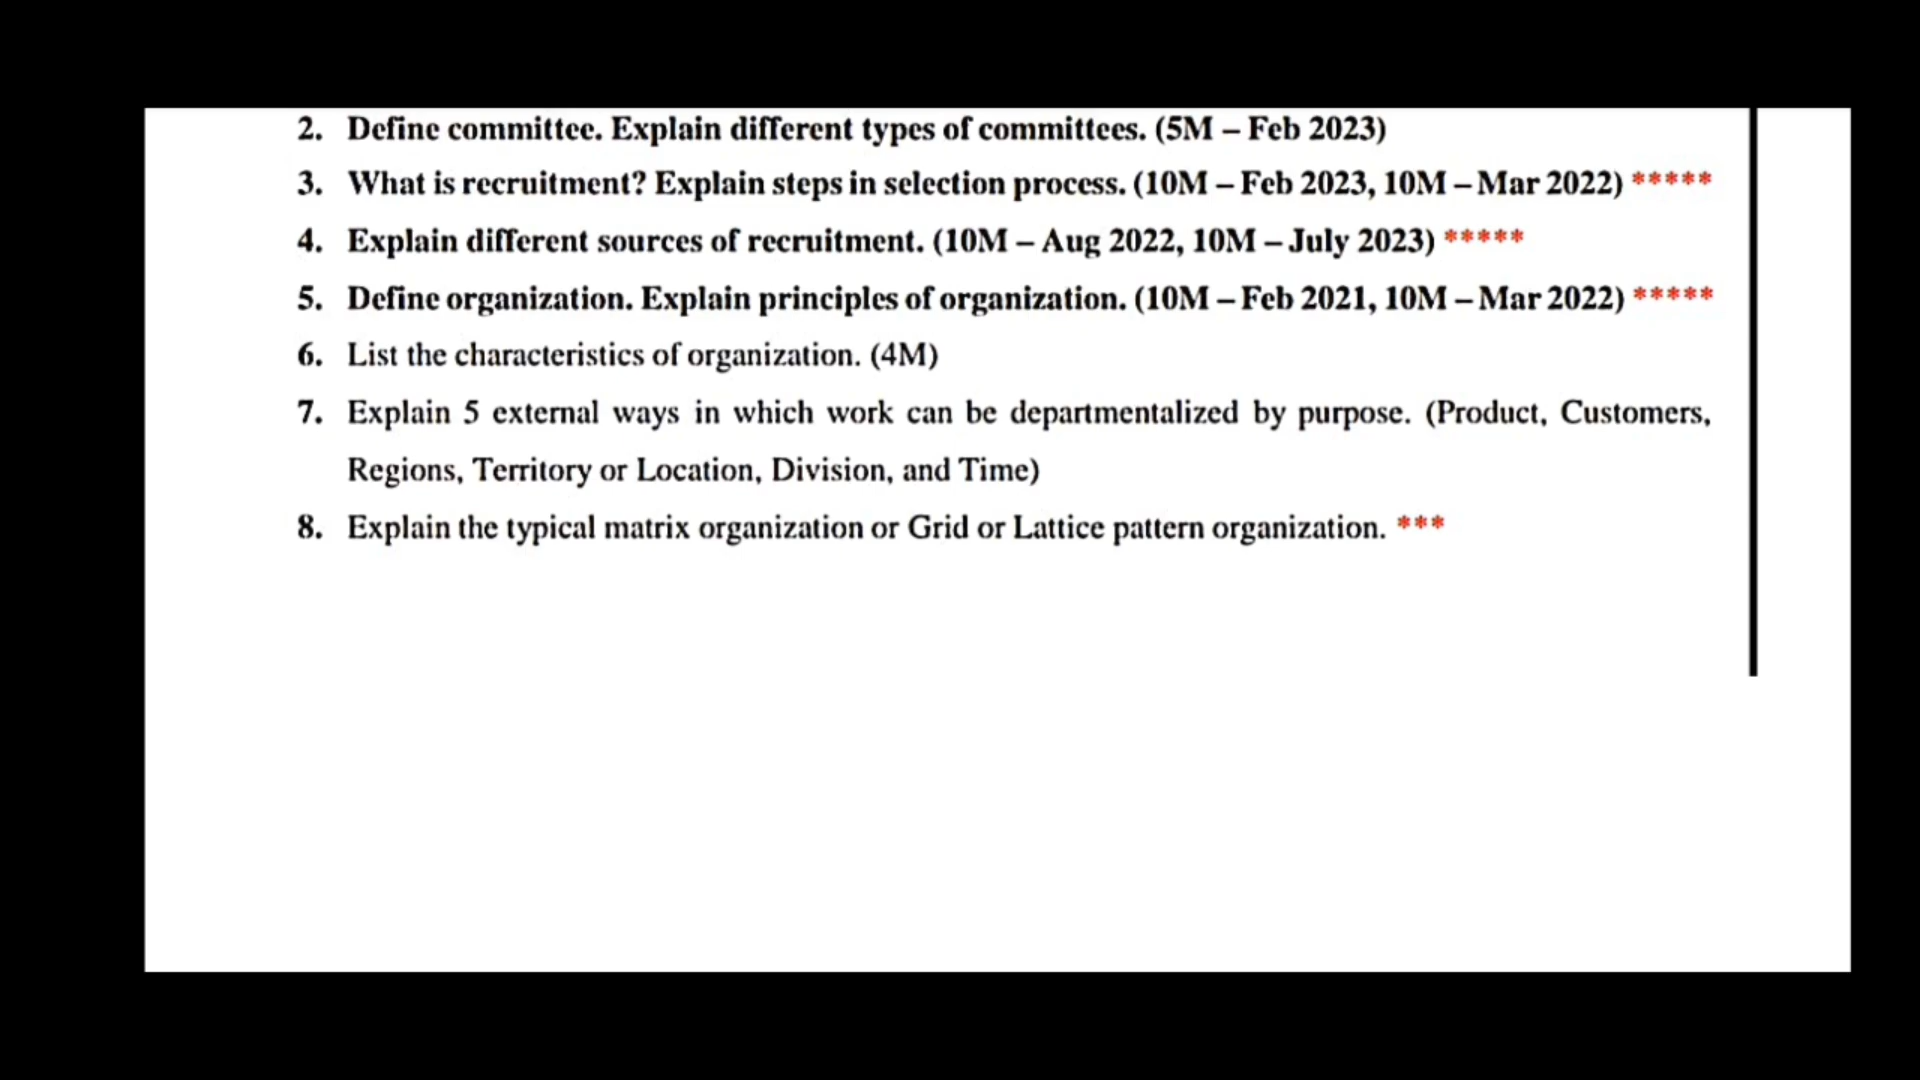 2. Define committee. Explain different types of committees. (5M – Feb 2023)
3. What is recruitment? Explain steps in selection process. (10M – Feb 2023, 10M – Mar 2022) *****
4. Explain different sources of recruitment. (10M – Aug 2022, 10M – July 2023) *****
5. Define organization. Explain principles of organization. (10M – Feb 2021, 10M – Mar 2022) *****
6. List the characteristics of organization. (4M)
7. Explain 5 external ways in which work can be departmentalized by purpose. (Product, Customers,
Regions, Territory or Location, Division, and Time)
8. Explain the typical matrix organization or Grid or Lattice pattern organization. ***